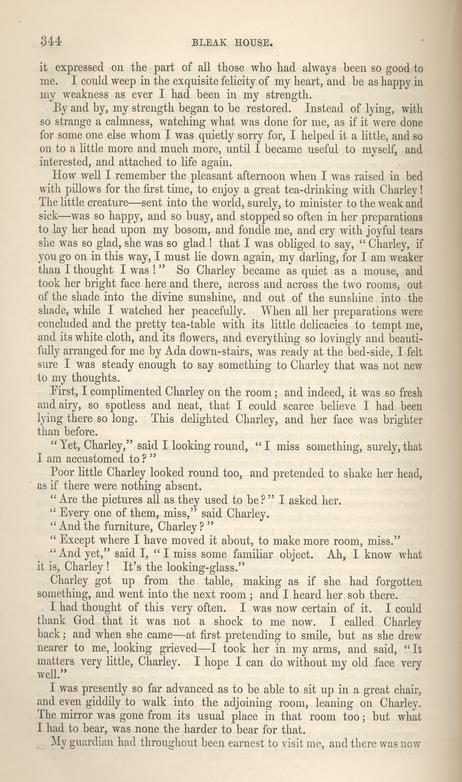 344 BLEAK HOUSE.
it expressed on the part of all those who had always been so good to
me. I could weep in the exquisite felicity of my heart, and be as happy in
my weakness as ever I had been in my strength.
By and by, my strength began to be restored. Instead of lying, with
so strange a calmness, watching what was done for me, as if it were done
for some one else whom I was quietly sorry for, I helped it a little, and so
on to a little more and much more, until I became useful to myself, and
interested, and attached to life again.
How well I remember the pleasant afternoon when I was raised in bed
with pillows for the first time, to enjoy a great tea-drinking with Charley!
The little creature—sent into the world, surely, to minister to the weak and
sick—was so happy, and so busy, and stopped so often in her preparations
to lay her head upon my bosom, and fondle me, and cry with joyful tears
she was so glad, she was so glad! that I was obliged to say, "Charley, if
you go on in this way, I must lie down again, my darling, for I am weaker
than I thought I was!" So Charley became as quiet as a mouse, and
took her bright face here and there, across and across the two rooms, out
of the shade into the divine sunshine, and out of the sunshine into the
shade, while I watched her peacefully. When all her preparations were
concluded and the pretty tea-table with its little delicacies to tempt me,
and its white cloth, and its flowers, and everything so lovingly and beauti-
fully arranged for me by Ada down-stairs, was ready at the bed-side, I felt
sure I was steady enough to say something to Charley that was not new
to my thoughts.
First, I complimented Charley on the room; and indeed, it was so fresh
and airy, so spotless and neat, that I could scarce believe I had been
lying there so long. This delighted Charley, and her face was brighter
than before.
"Yet, Charley," said I looking round, "I miss something, surely, that
I am accustomed to?"
Poor little Charley looked round too, and pretended to shake her head,
as if there were nothing absent.
"Are the pictures all as they used to be?" I asked her.
"Every one of them, miss," said Charley.
"And the furniture, Charley?"
"Except where I have moved it about, to make more room, miss."
"And yet," said I, "I miss some familiar object. Ah, I know what
it is, Charley! It's the looking-glass."
Charley got up from the table, making as if she had forgotten
something, and went into the next room; and I heard her sob there.
I had thought of this very often. I was now certain of it. I could
thank God that it was not a shock to me now. I called Charley
back; and when she came—at first pretending to smile, but as she drew
nearer to me, looking grieved—I took her in my arms, and said, "It
matters very little, Charley. I hope I can do without my old face very
well."
I was presently so far advanced as to be able to sit up in a great chair,
and even giddily to walk into the adjoining room, leaning on Charley.
The mirror was gone from its usual place in that room too; but what
I had to bear, was none the harder to bear for that.
My guardian had throughout been earnest to visit me, and there was now